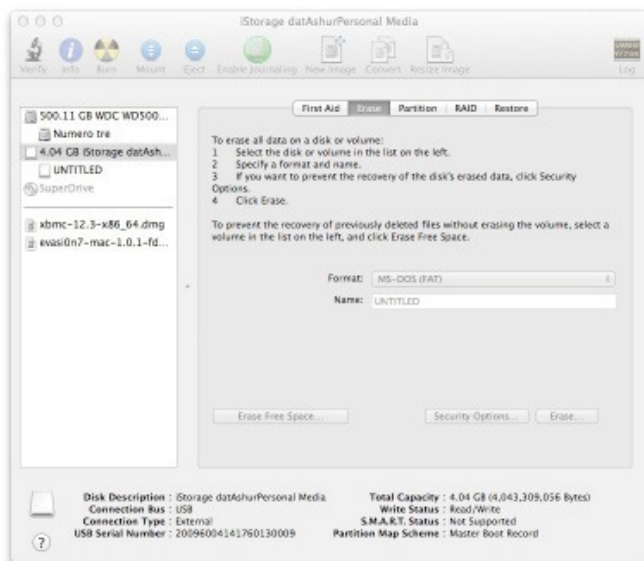 iStorage datAshurPersonal Media
Verify Info Burn Mount Eject Enable Journaling New Image Convert Resize Image Log
First Aid Erase Partition RAID Restore
500.11 GB WDC WD500...
Numero tre
4.04 GB iStorage datAsh...
UNTITLED
SuperDrive
xbmc-12.3-x86_64.dmg
evasi0n7-mac-1.0.1-fd...
To erase all data on a disk or volume:
1 Select the disk or volume in the list on the left.
2 Specify a format and name.
3 If you want to prevent the recovery of the disk's erased data, click Security
Options.
4 Click Erase.
To prevent the recovery of previously deleted files without erasing the volume, select a
volume in the list on the left, and click Erase Free Space.
Format: MS-DOS (FAT)
Name: UNTITLED
Erase Free Space... Security Options... Erase...
Disk Description : iStorage datAshurPersonal Media
Connection Bus : USB
Connection Type : External
USB Serial Number : 20096004141760130009
Total Capacity : 4.04 GB (4,043,309,056 Bytes)
Write Status : Read/Write
S.M.A.R.T. Status : Not Supported
Partition Map Scheme : Master Boot Record
?